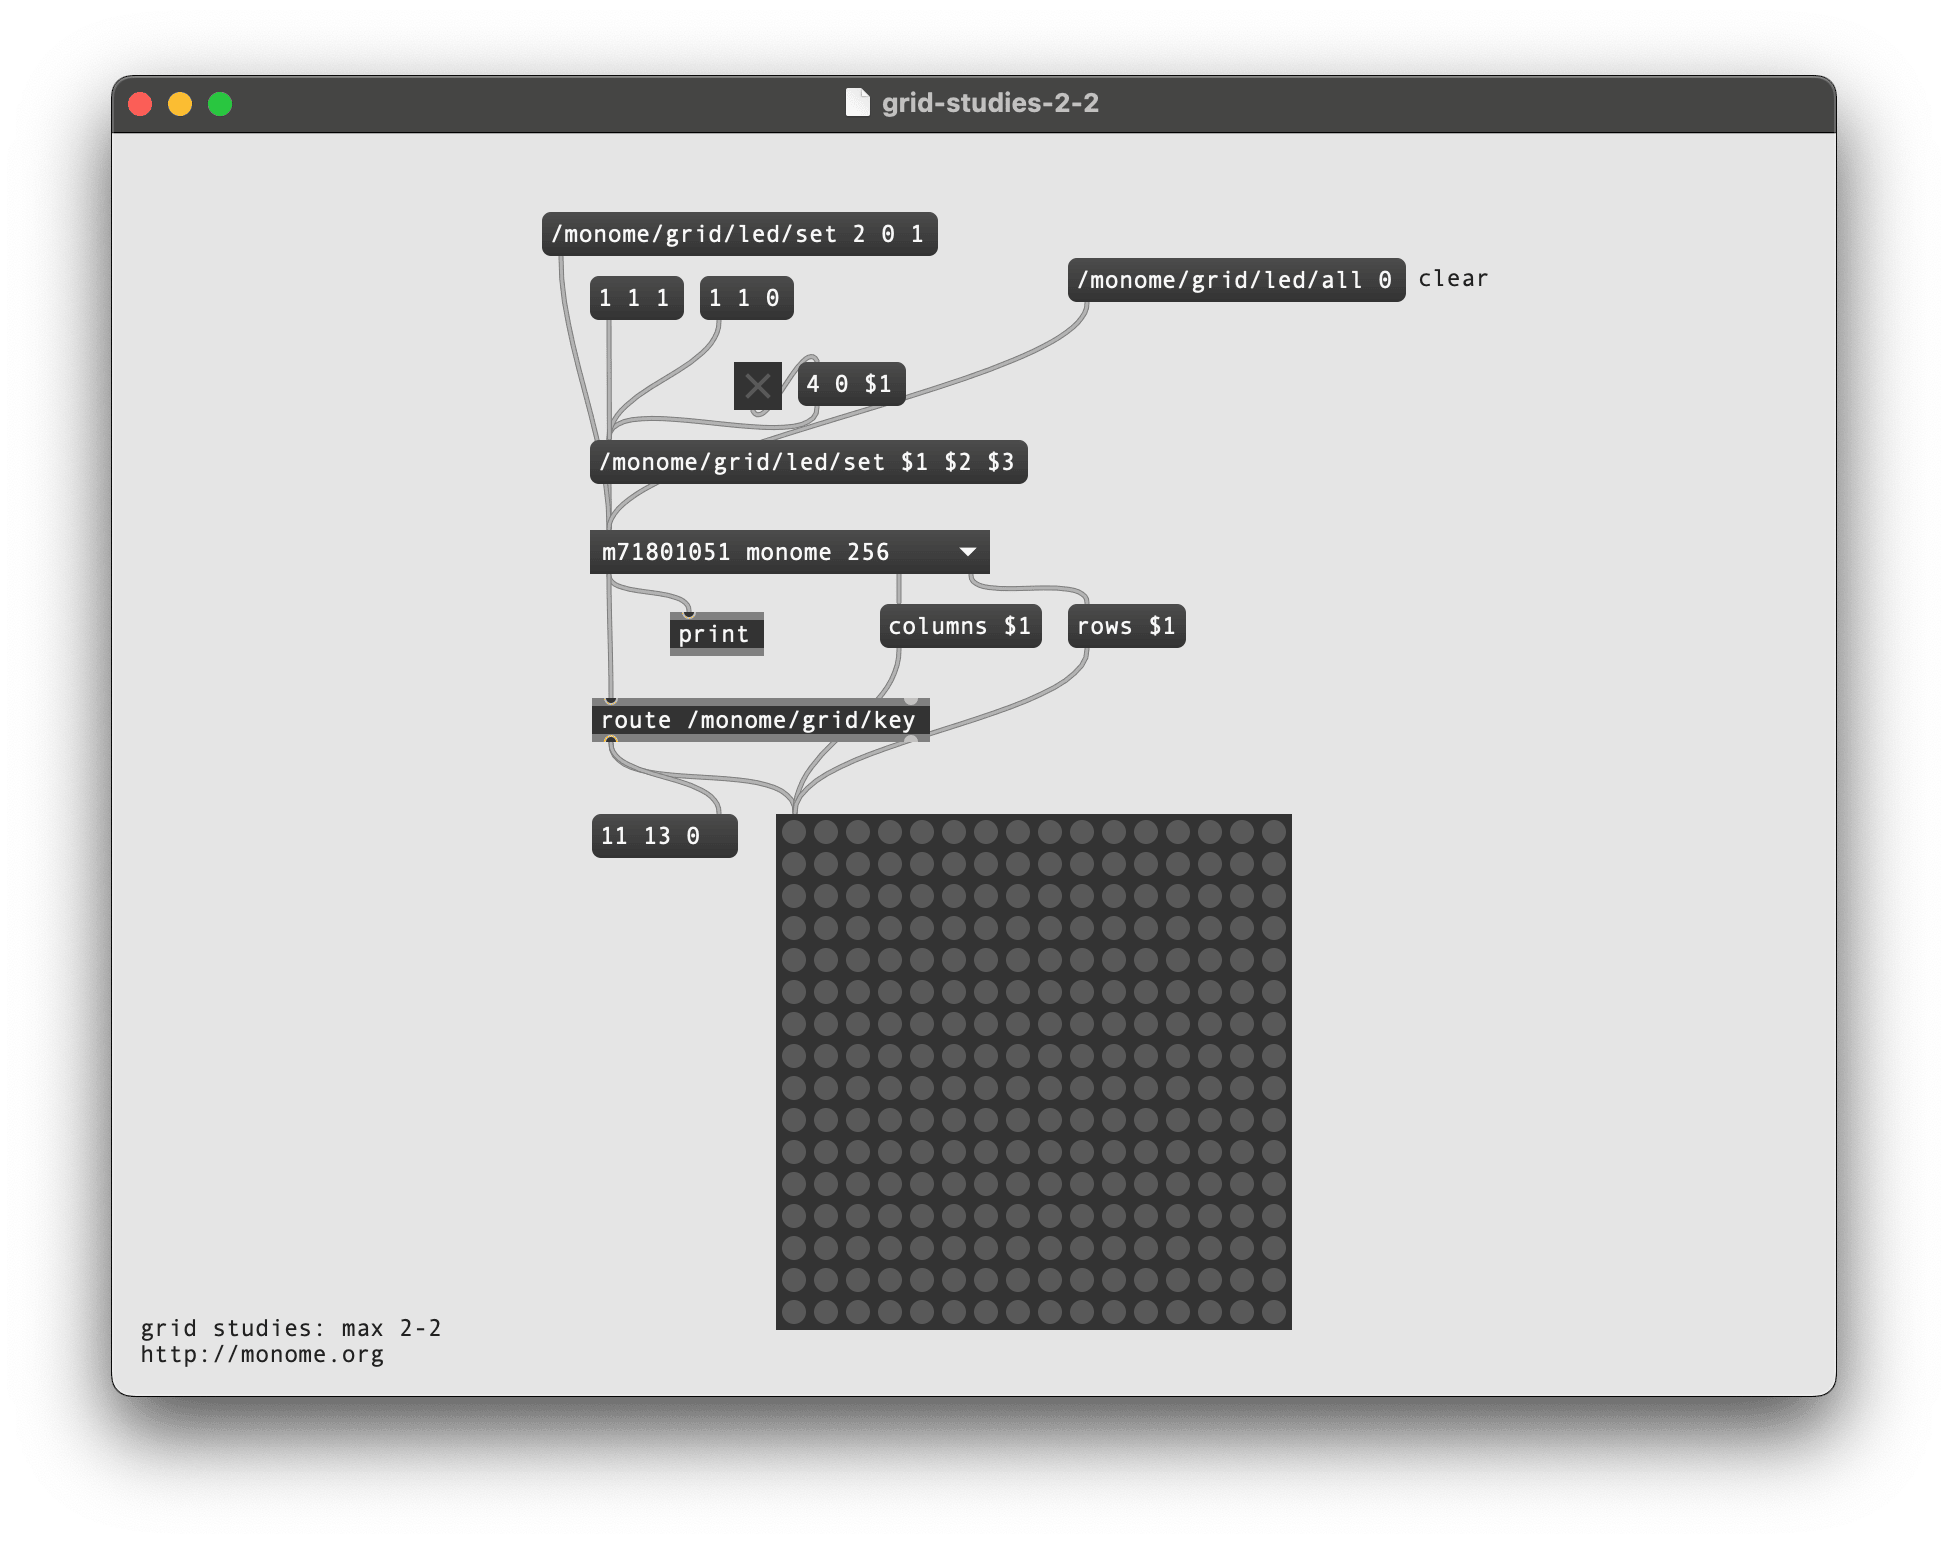 grid-studies-2-2
/monome/grid/led/set 2 0 1
/monome/grid/led/all 0 clear
1 1 1
1 1 0
4 0 $1
/monome/grid/led/set $1 $2 $3
m71801051 monome 256
columns $1
rows $1
print
route /monome/grid/key
11 13 0
grid studies: max 2-2
http://monome.org